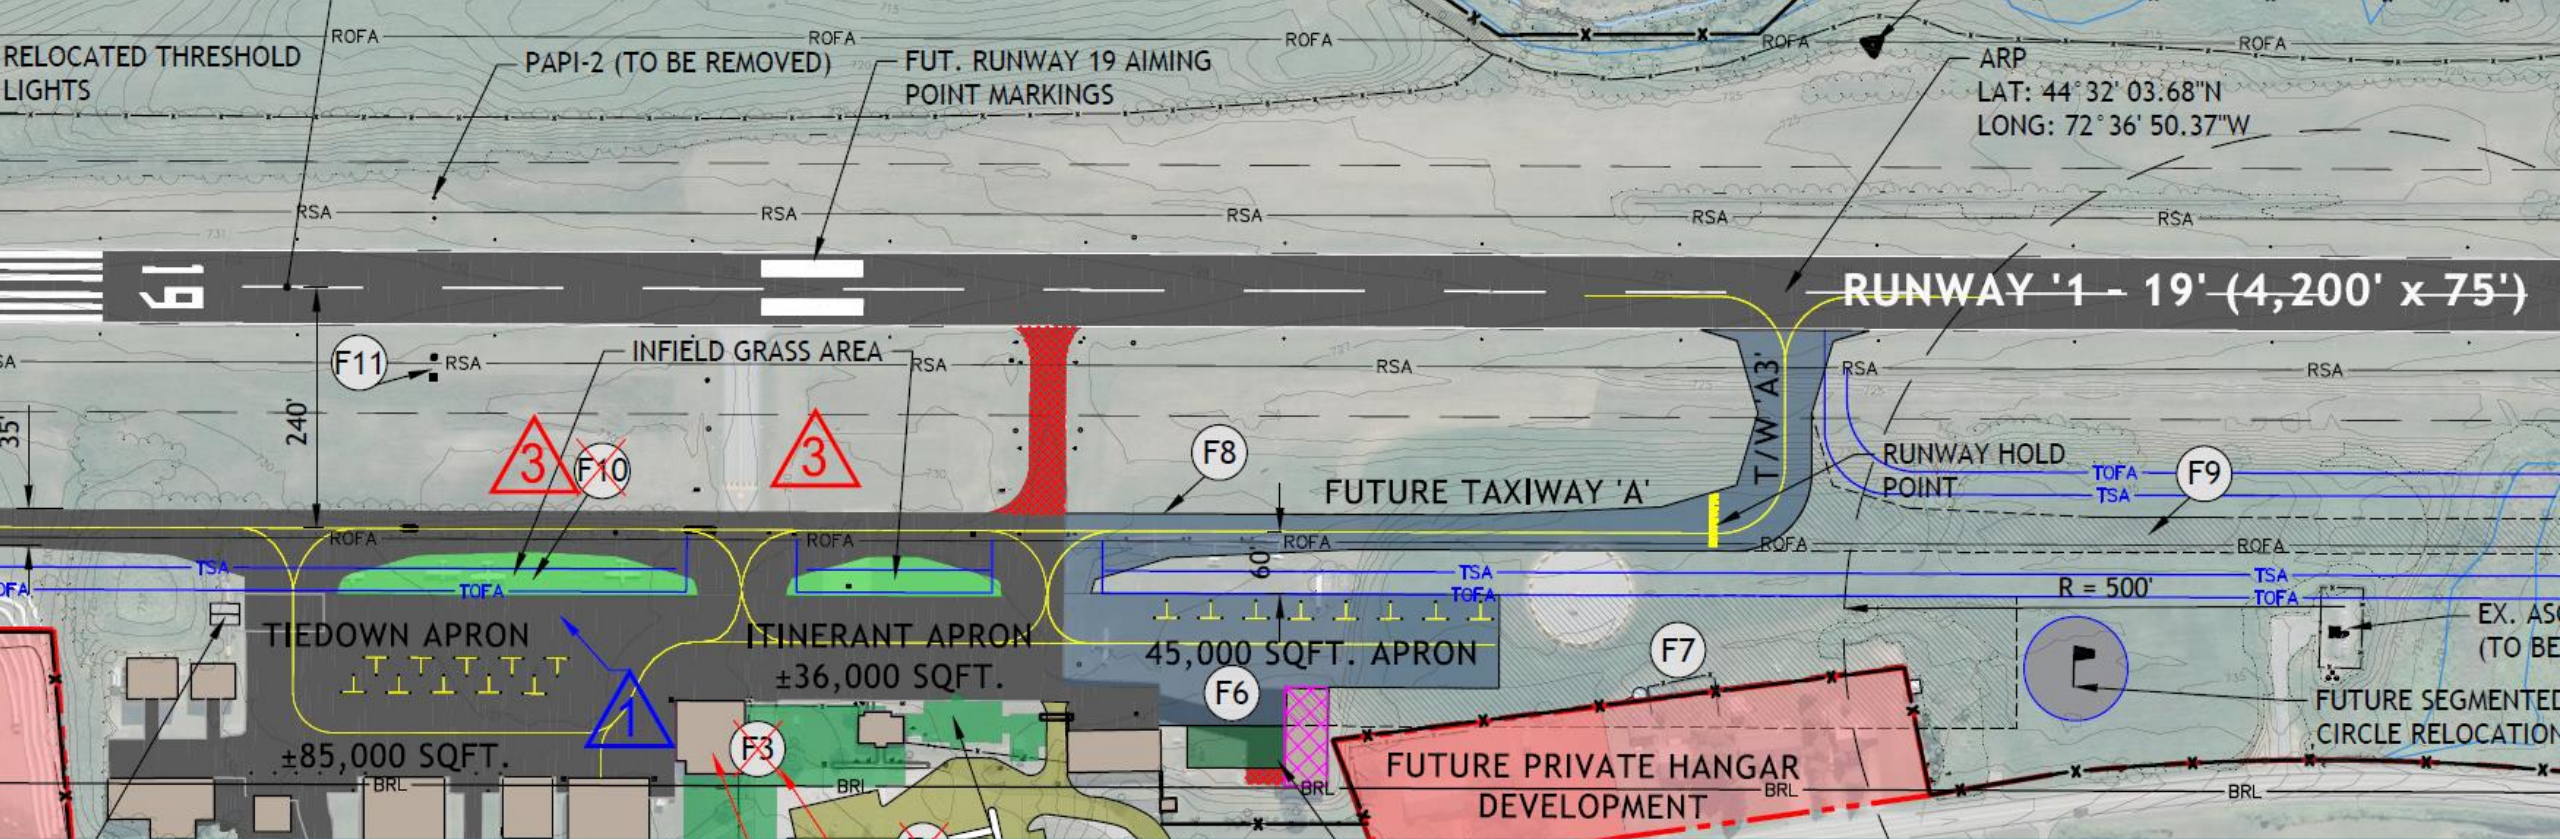 ROFA
ROFA
ROFA
ROFA
ROFA
RELOCATED THRESHOLD
LIGHTS
PAPI-2 (TO BE REMOVED)
FUT. RUNWAY 19 AIMING
POINT MARKINGS
ARP
LAT: 44°32' 03.68"N
LONG: 72°36' 50.37"W
RSA
RSA
RSA
RSA
RSA
19
RUNWAY '1 - 19' (4,200' x 75')
F11
RSA
INFIELD GRASS AREA
RSA
RSA
T/W 'A3'
RSA
RSA
35'
240'
3
F10
3
F8
FUTURE TAXIWAY 'A'
RUNWAY HOLD
POINT
TOFA
TSA
F9
ROFA
ROFA
ROFA
ROFA
ROFA
60'
TSA
TOFA
TSA
TOFA
TSA
TOFA
R = 500'
TIEDOWN APRON
±85,000 SQFT.
1
ITINERANT APRON
±36,000 SQFT.
45,000 SQFT. APRON
F6
F7
F3
EX. AS
(TO BE
FUTURE SEGMENTED
CIRCLE RELOCATION
FUTURE PRIVATE HANGAR
DEVELOPMENT
BRL
BRL
BRL
BRL
BRL